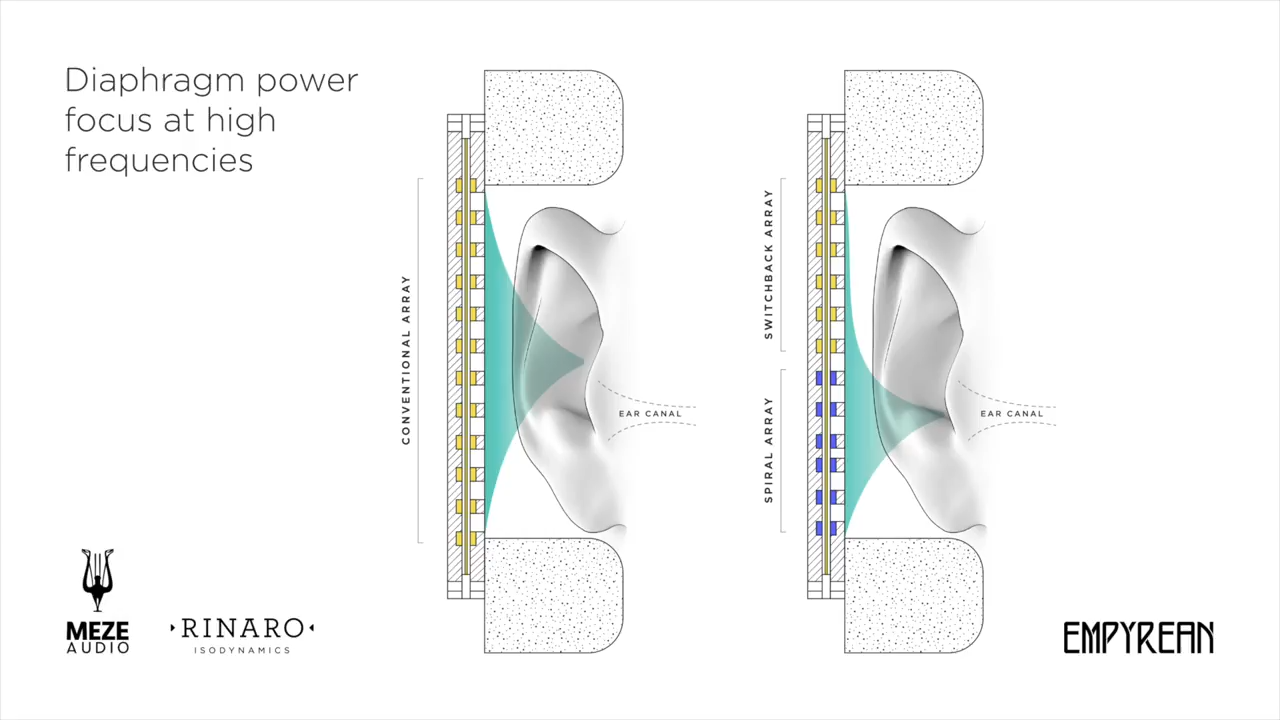 Diaphragm power
focus at high
frequencies
CONVENTIONAL ARRAY
EAR CANAL
SWITCHBACK ARRAY
SPIRAL ARRAY
EAR CANAL
MEZE
AUDIO
RINARO
ISODYNAMICS
EMPYREAN